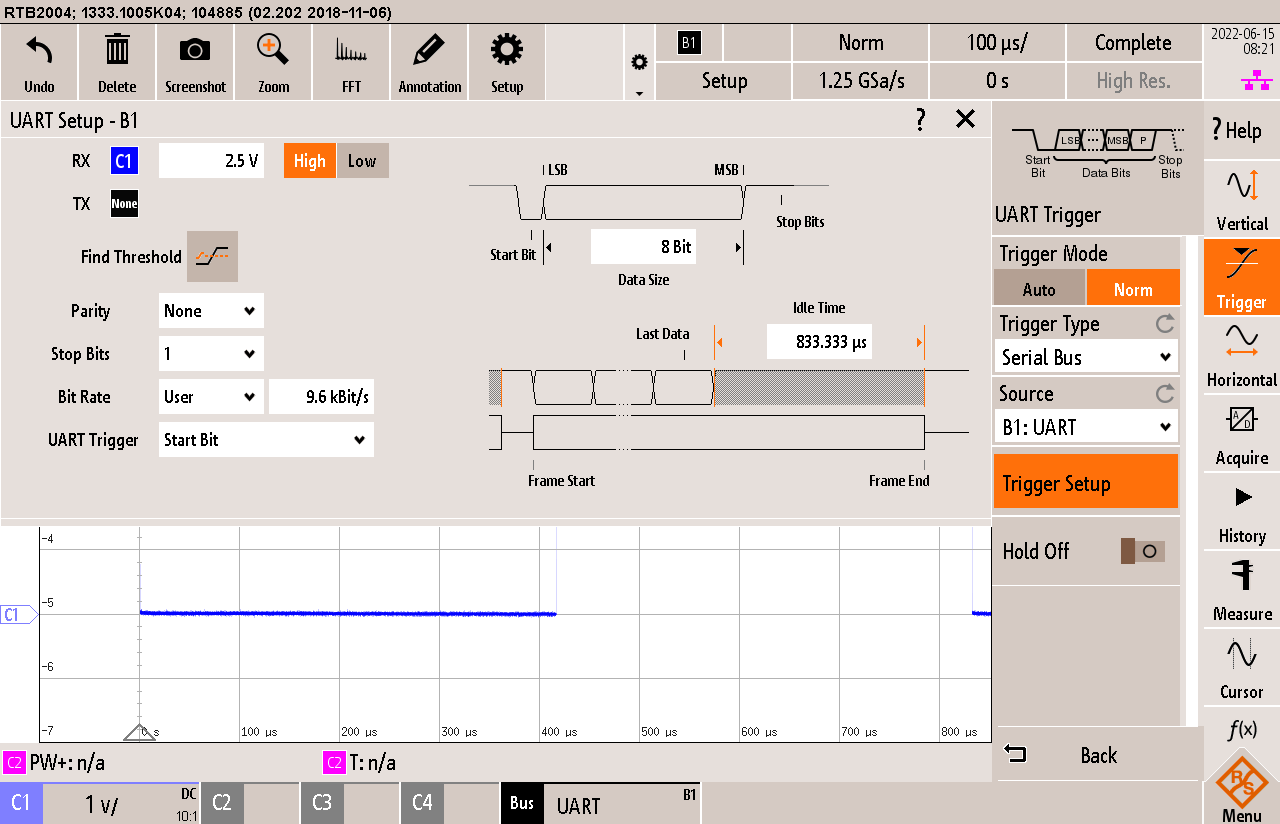 RTB2004; 1333.1005K04; 104885 (02.202 2018-11-06)
Undo
Delete
Screenshot
Zoom
FFT
Annotation
Setup
B1
Setup
Norm
1.25 GSa/s
100 µs/
0 s
Complete
High Res.
2022-06-15
08:21
UART Setup - B1
?
RX C1 2.5 V High Low
TX None
Find Threshold
Parity None
Stop Bits 1
Bit Rate User 9.6 kBit/s
UART Trigger Start Bit
LSB MSB
Stop Bits
Start Bit 8 Bit
Data Size
Idle Time
Last Data 833.333 µs
Frame Start Frame End
LSB MSB P
Start Bit
Data Bits
Stop Bits
UART Trigger
Trigger Mode
Auto Norm
Trigger Type
Serial Bus
Source
B1: UART
Trigger Setup
Hold Off
Back
? Help
Vertical
Trigger
Horizontal
A D
Acquire
History
Measure
Cursor
f(x)
R S
Menu
-4
-5
C1
-6
-7
0 s 100 µs 200 µs 300 µs 400 µs 500 µs 600 µs 700 µs 800 µs
C2 PW+: n/a C2 T: n/a
C1 1 V/ DC 10:1 C2 C3 C4 Bus UART B1